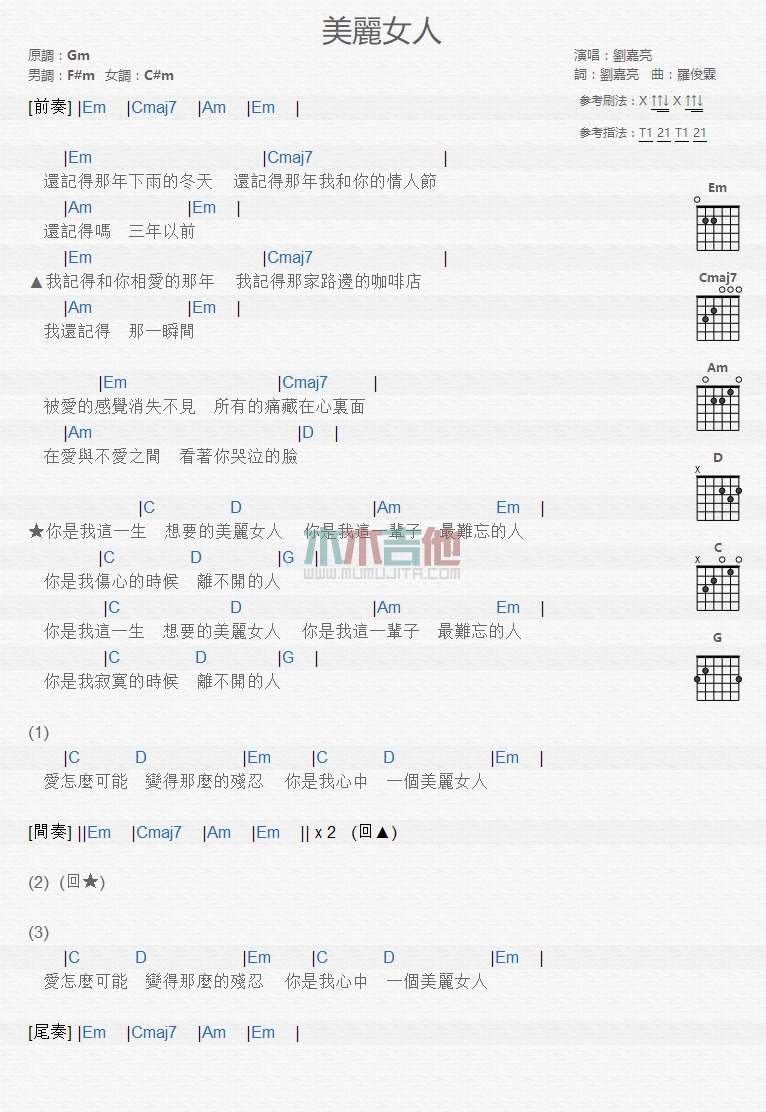 美麗女人
原調：Gm
男調：F#m 女調：C#m
演唱：劉嘉亮
詞：劉嘉亮 曲：羅俊霖
參考刷法：X ↑↑↓ X ↑↑↓
參考指法：T1 21 T1 21
[前奏] |Em |Cmaj7 |Am |Em |
|Em |Cmaj7 |
還記得那年下雨的冬天 還記得那年我和你的情人節
|Am |Em |
還記得嗎 三年以前
|Em |Cmaj7 |
▲我記得和你相愛的那年 我記得那家路邊的咖啡店
|Am |Em |
我還記得 那一瞬間
|Em |Cmaj7 |
被愛的感覺消失不見 所有的痛藏在心裏面
|Am |D |
在愛與不愛之間 看著你哭泣的臉
|C D |Am Em |
★你是我這一生 想要的美麗女人 你是我這一輩子 最難忘的人
|C D |G |
你是我傷心的時候 離不開的人
|C D |Am Em |
你是我這一生 想要的美麗女人 你是我這一輩子 最難忘的人
|C D |G |
你是我寂寞的時候 離不開的人
(1)
|C D |Em |C D |Em |
愛怎麼可能 變得那麼的殘忍 你是我心中 一個美麗女人
[間奏] ||Em |Cmaj7 |Am |Em || x 2 (回▲)
(2) (回★)
(3)
|C D |Em |C D |Em |
愛怎麼可能 變得那麼的殘忍 你是我心中 一個美麗女人
[尾奏] |Em |Cmaj7 |Am |Em |
Em
Cmaj7
Am
D
x
C
x
G
木木吉他
WWW.MUMUJITA.COM